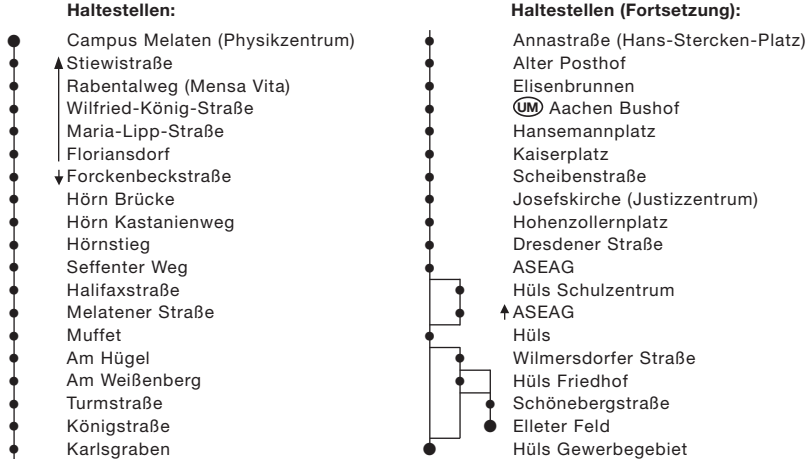 Haltestellen:
Campus Melaten (Physikzentrum)
Stiewistraße
Rabentalweg (Mensa Vita)
Wilfried-König-Straße
Maria-Lipp-Straße
Floriansdorf
Forckenbeckstraße
Hörn Brücke
Hörn Kastanienweg
Hörnstieg
Seffenter Weg
Halifaxstraße
Melatener Straße
Muffet
Am Hügel
Am Weißenberg
Turmstraße
Königstraße
Karlsgraben
Haltestellen (Fortsetzung):
Annastraße (Hans-Stercken-Platz)
Alter Posthof
Elisenbrunnen
UM Aachen Bushof
Hansemannplatz
Kaiserplatz
Scheibenstraße
Josefskirche (Justizzentrum)
Hohenzollernplatz
Dresdener Straße
ASEAG
Hüls Schulzentrum
ASEAG
Hüls
Wilmersdorfer Straße
Hüls Friedhof
Schönebergstraße
Elleter Feld
Hüls Gewerbegebiet